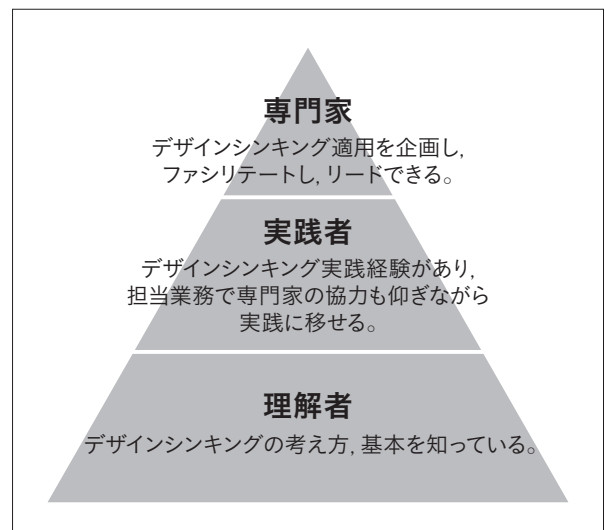 専門家
デザインシンキング適用を企画し,
ファシリテートし, リードできる。
実践者
デザインシンキング実践経験があり,
担当業務で専門家の協力も仰ぎながら
実践に移せる。
理解者
デザインシンキングの考え方, 基本を知っている。